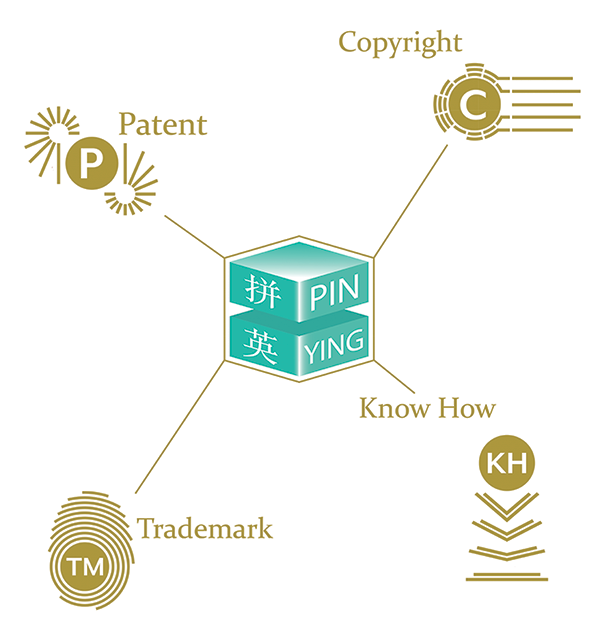 Copyright
C
Patent
P
拼 PIN
英 YING
Know How
KH
Trademark
TM